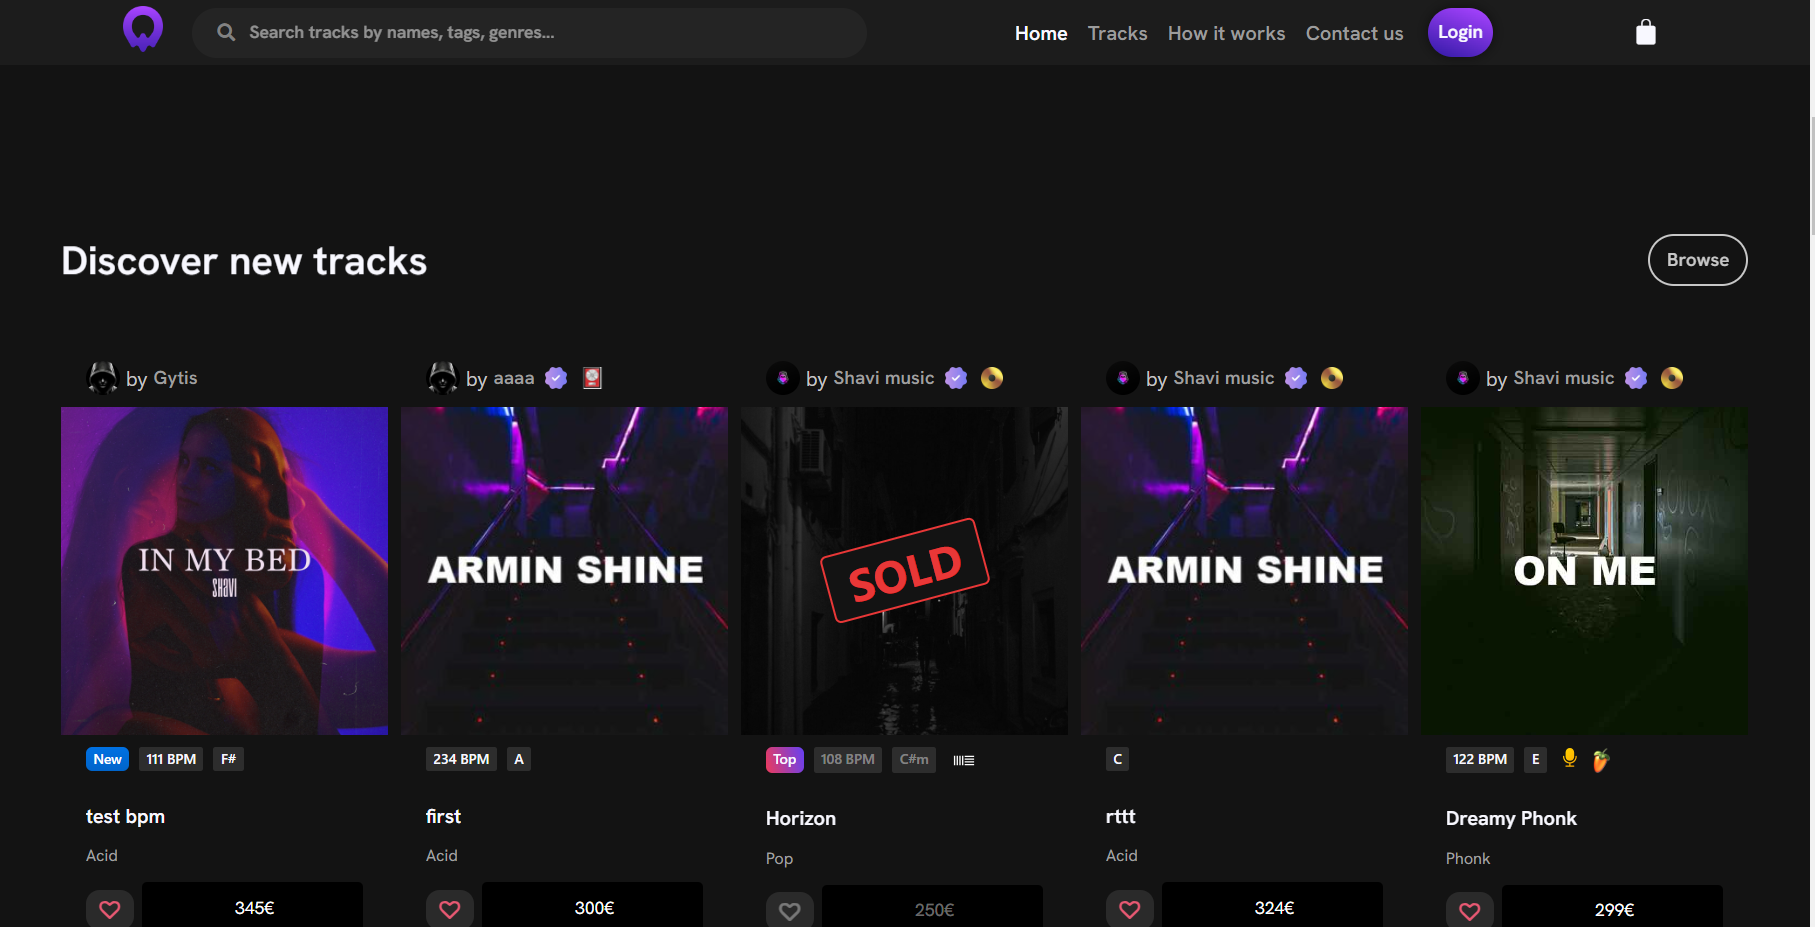 Search tracks by names, tags, genres...
Home Tracks How it works Contact us Login
Discover new tracks Browse
by Gytis
by aaaa
by Shavi music
by Shavi music
by Shavi music
IN MY BED
SHAVI
ARMIN SHINE
SOLD
ARMIN SHINE
ON ME
New 111 BPM F#
234 BPM A
Top 108 BPM C#m
C
122 BPM E
test bpm
first
Horizon
rttt
Dreamy Phonk
Acid
Acid
Pop
Acid
Phonk
345€
300€
250€
324€
299€